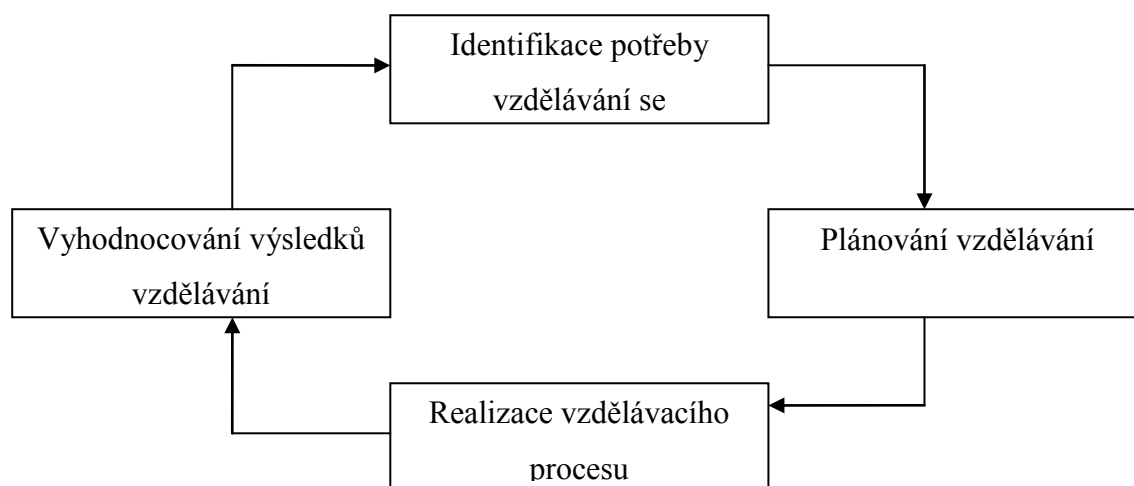 Identifikace potřeby
vzdělávání se
Vyhodnocování výsledků
vzdělávání
Plánování vzdělávání
Realizace vzdělávacího
procesu